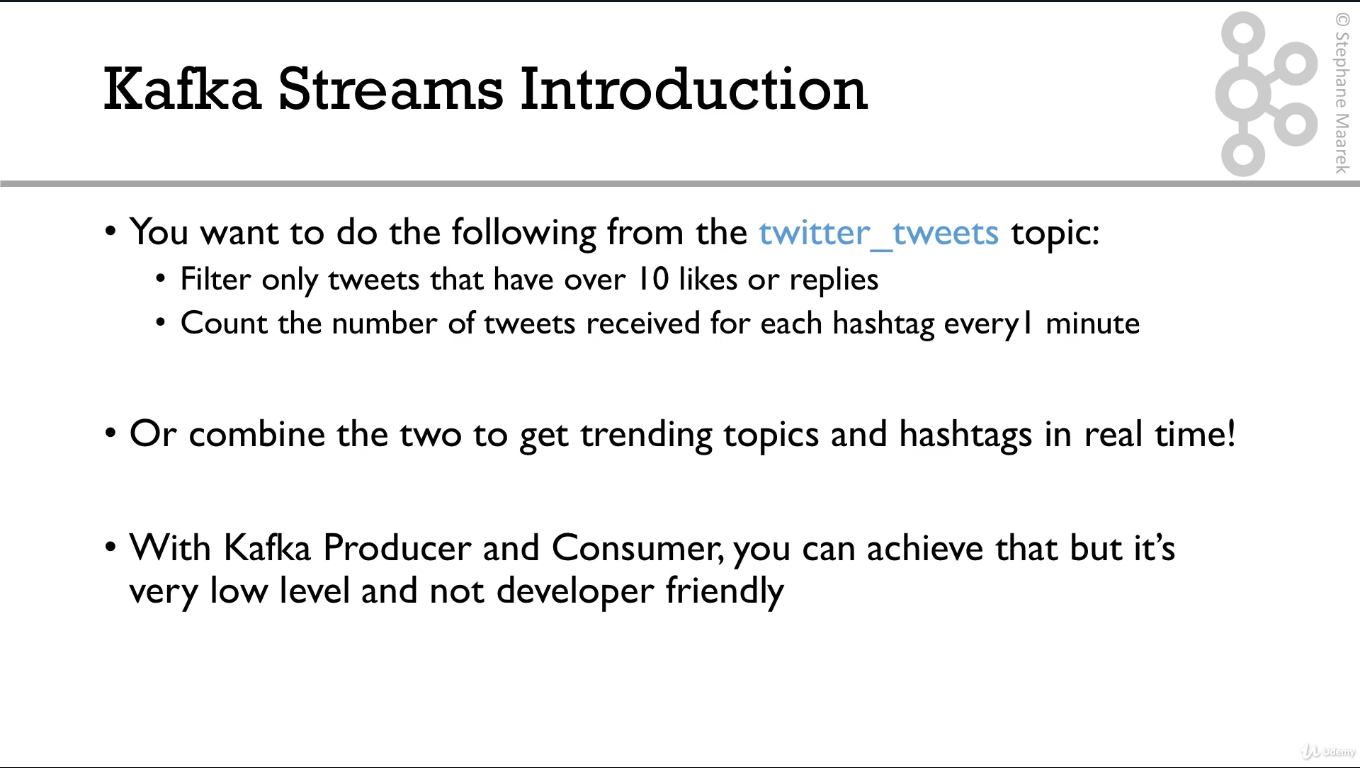 Kafka Streams Introduction
© Stephane Maarek
• You want to do the following from the twitter_tweets topic:
• Filter only tweets that have over 10 likes or replies
• Count the number of tweets received for each hashtag every1 minute
• Or combine the two to get trending topics and hashtags in real time!
• With Kafka Producer and Consumer, you can achieve that but it’s
very low level and not developer friendly
Udemy